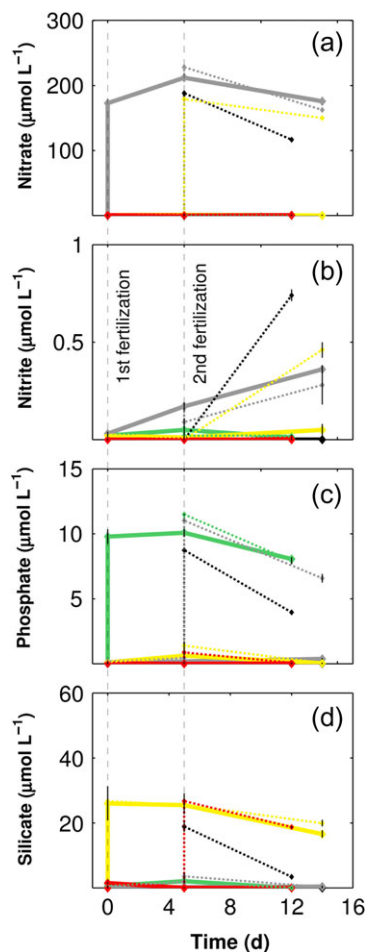 300
200
100
Nitrate (μmol L⁻¹)
(a)
1
0.5
Nitrite (μmol L⁻¹)
1st fertilization
2nd fertilization
(b)
15
10
5
Phosphate (μmol L⁻¹)
(c)
60
40
20
Silicate (μmol L⁻¹)
(d)
0 4 8 12 16
Time (d)